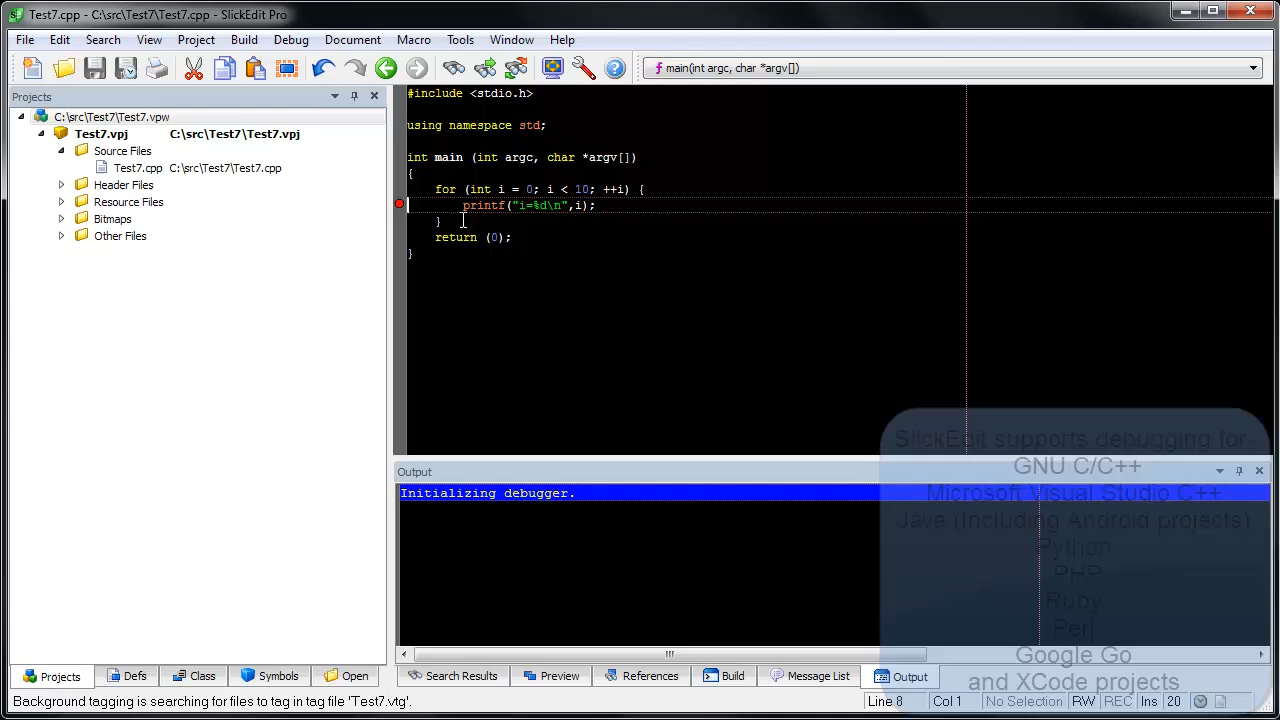 Test7.cpp - C:\src\Test7\Test7.cpp - SlickEdit Pro
File Edit Search View Project Build Debug Document Macro Tools Window Help
main(int argc, char *argv[])
Projects
C:\src\Test7\Test7.vpw
Test7.vpj C:\src\Test7\Test7.vpj
Source Files
Test7.cpp C:\src\Test7\Test7.cpp
Header Files
Resource Files
Bitmaps
Other Files
#include <stdio.h>
using namespace std;
int main (int argc, char *argv[])
{
for (int i = 0; i < 10; ++i) {
printf("i=%d\n",i);
}
return (0);
}
Output
Initializing debugger.
SlickEdit supports debugging for
GNU C/C++
Microsoft Visual Studio C++
Java (Including Android projects)
Python
PHP
Ruby
Perl
Google Go
and XCode projects
Projects Defs Class Symbols Open
Search Results Preview References Build Message List Output
Background tagging is searching for files to tag in tag file 'Test7.vtg'.
Line 8 Col 1 No Selection RW REC Ins 20